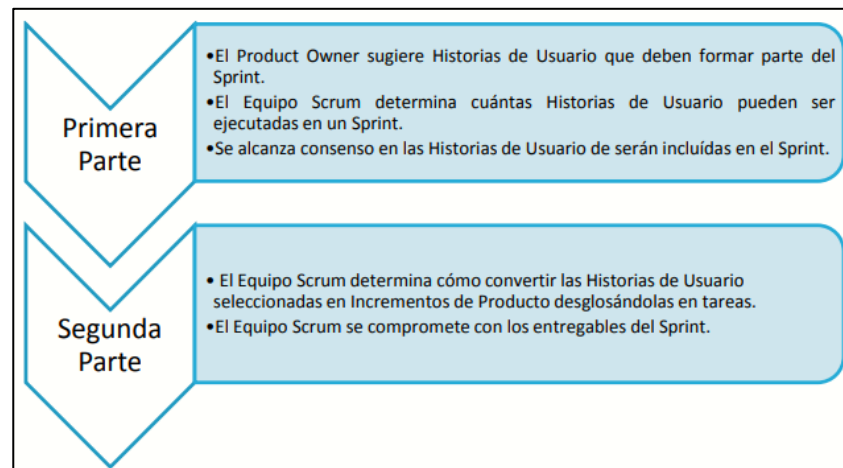 Primera
Parte
•El Product Owner sugiere Historias de Usuario que deben formar parte del
Sprint.
•El Equipo Scrum determina cuántas Historias de Usuario pueden ser
ejecutadas en un Sprint.
•Se alcanza consenso en las Historias de Usuario de serán incluídas en el Sprint.
Segunda
Parte
• El Equipo Scrum determina cómo convertir las Historias de Usuario
seleccionadas en Incrementos de Producto desglosándolas en tareas.
•El Equipo Scrum se compromete con los entregables del Sprint.